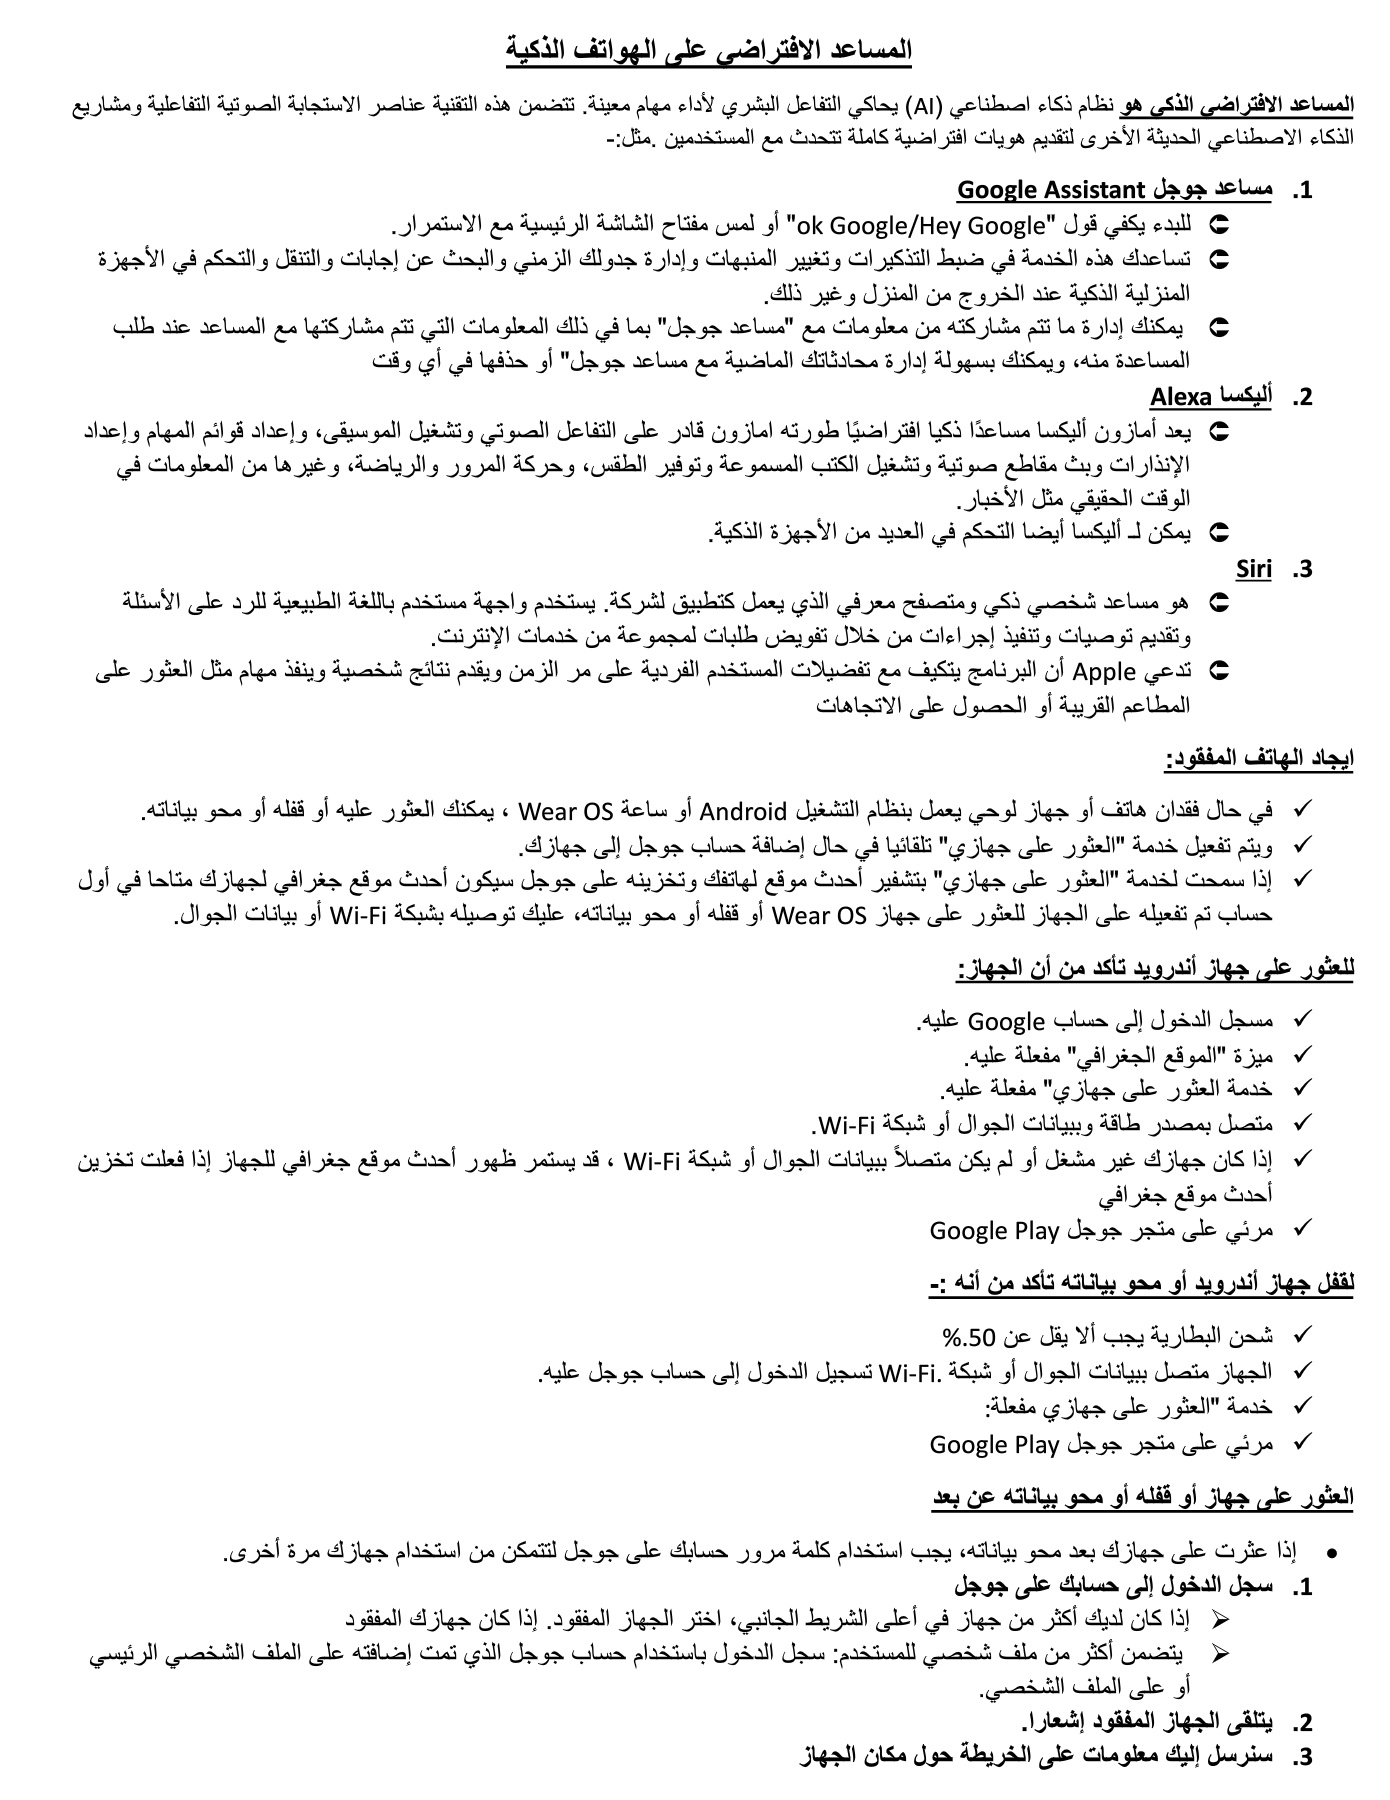 المساعد الافتراضي على الهواتف الذكية
المساعد الافتراضي الذكي هو نظام ذكاء اصطناعي (AI) يحاكي التفاعل البشري لأداء مهام معينة. تتضمن هذه التقنية عناصر الاستجابة الصوتية التفاعلية ومشاريع
الذكاء الاصطناعي الحديثة الأخرى لتقديم هويات افتراضية كاملة تتحدث مع المستخدمين .مثل:-
1. مساعد جوجل Google Assistant
⮊ للبدء يكفي قول "ok Google/Hey Google" أو لمس مفتاح الشاشة الرئيسية مع الاستمرار.
⮊ تساعدك هذه الخدمة في ضبط التذكيرات وتغيير المنبهات وإدارة جدولك الزمني والبحث عن إجابات والتنقل والتحكم في الأجهزة
المنزلية الذكية عند الخروج من المنزل وغير ذلك.
⮊ يمكنك إدارة ما تتم مشاركته من معلومات مع "مساعد جوجل" بما في ذلك المعلومات التي تتم مشاركتها مع المساعد عند طلب
المساعدة منه، ويمكنك بسهولة إدارة محادثاتك الماضية مع مساعد جوجل" أو حذفها في أي وقت
2. أليكسا Alexa
⮊ يعد أمازون أليكسا مساعدًا ذكيا افتراضيًا طورته امازون قادر على التفاعل الصوتي وتشغيل الموسيقى، وإعداد قوائم المهام وإعداد
الإنذارات وبث مقاطع صوتية وتشغيل الكتب المسموعة وتوفير الطقس، وحركة المرور والرياضة، وغيرها من المعلومات في
الوقت الحقيقي مثل الأخبار.
⮊ يمكن لـ أليكسا أيضا التحكم في العديد من الأجهزة الذكية.
3. Siri
⮊ هو مساعد شخصي ذكي ومتصفح معرفي الذي يعمل كتطبيق لشركة. يستخدم واجهة مستخدم باللغة الطبيعية للرد على الأسئلة
وتقديم توصيات وتنفيذ إجراءات من خلال تفويض طلبات لمجموعة من خدمات الإنترنت.
⮊ تدعي Apple أن البرنامج يتكيف مع تفضيلات المستخدم الفردية على مر الزمن ويقدم نتائج شخصية وينفذ مهام مثل العثور على
المطاعم القريبة أو الحصول على الاتجاهات
ايجاد الهاتف المفقود:
✓ في حال فقدان هاتف أو جهاز لوحي يعمل بنظام التشغيل Android أو ساعة Wear OS ، يمكنك العثور عليه أو قفله أو محو بياناته.
✓ ويتم تفعيل خدمة "العثور على جهازي" تلقائيا في حال إضافة حساب جوجل إلى جهازك.
✓ إذا سمحت لخدمة "العثور على جهازي" بتشفير أحدث موقع لهاتفك وتخزينه على جوجل سيكون أحدث موقع جغرافي لجهازك متاحا في أول
حساب تم تفعيله على الجهاز للعثور على جهاز Wear OS أو قفله أو محو بياناته، عليك توصيله بشبكة Wi-Fi أو بيانات الجوال.
للعثور على جهاز أندرويد تأكد من أن الجهاز:
✓ مسجل الدخول إلى حساب Google عليه.
✓ ميزة "الموقع الجغرافي" مفعلة عليه.
✓ خدمة العثور على جهازي" مفعلة عليه.
✓ متصل بمصدر طاقة وببيانات الجوال أو شبكة Wi-Fi.
✓ إذا كان جهازك غير مشغل أو لم يكن متصلاً ببيانات الجوال أو شبكة Wi-Fi ، قد يستمر ظهور أحدث موقع جغرافي للجهاز إذا فعلت تخزين
أحدث موقع جغرافي
✓ مرئي على متجر جوجل Google Play
لقفل جهاز أندرويد أو محو بياناته تأكد من أنه :-
✓ شحن البطارية يجب ألا يقل عن 50.%
✓ الجهاز متصل ببيانات الجوال أو شبكة .Wi-Fi تسجيل الدخول إلى حساب جوجل عليه.
✓ خدمة "العثور على جهازي مفعلة:
✓ مرئي على متجر جوجل Google Play
العثور على جهاز أو قفله أو محو بياناته عن بعد
• إذا عثرت على جهازك بعد محو بياناته، يجب استخدام كلمة مرور حسابك على جوجل لتتمكن من استخدام جهازك مرة أخرى.
1. سجل الدخول إلى حسابك على جوجل
➢ إذا كان لديك أكثر من جهاز في أعلى الشريط الجانبي، اختر الجهاز المفقود. إذا كان جهازك المفقود
➢ يتضمن أكثر من ملف شخصي للمستخدم: سجل الدخول باستخدام حساب جوجل الذي تمت إضافته على الملف الشخصي الرئيسي
أو على الملف الشخصي.
2. يتلقى الجهاز المفقود إشعارا.
3. سنرسل إليك معلومات على الخريطة حول مكان الجهاز